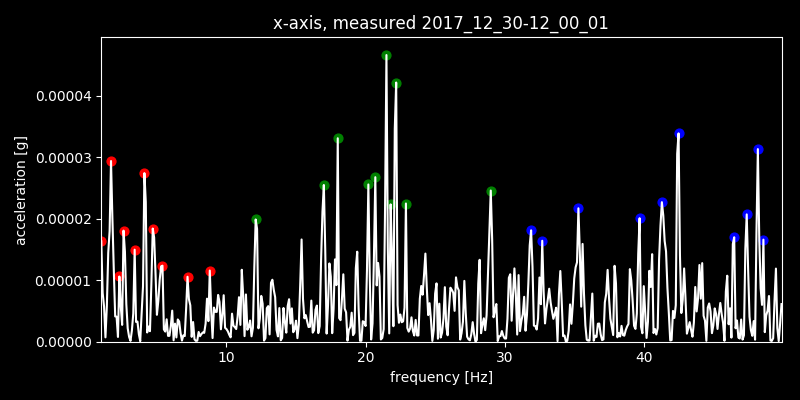 x-axis, measured 2017_12_30-12_00_01
acceleration [g]
0.00004
0.00003
0.00002
0.00001
0.00000
10 20 30 40
frequency [Hz]